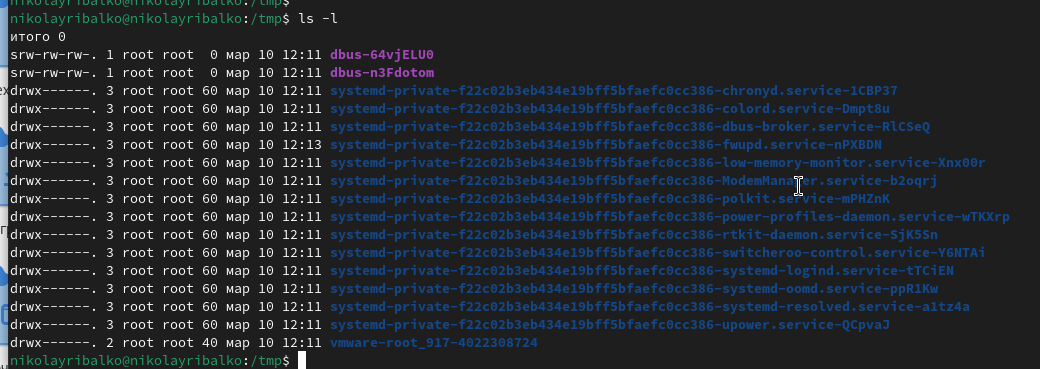 nikolayribalko@nikolayribalko:/tmp$
nikolayribalko@nikolayribalko:/tmp$ ls -l
итого 0
srw-rw-rw-. 1 root root  0 мар 10 12:11 dbus-64vjELU0
srw-rw-rw-. 1 root root  0 мар 10 12:11 dbus-n3Fdotom
drwx------. 3 root root 60 мар 10 12:11 systemd-private-f22c02b3eb434e19bff5bfaefc0cc386-chronyd.service-1CBP37
drwx------. 3 root root 60 мар 10 12:11 systemd-private-f22c02b3eb434e19bff5bfaefc0cc386-colord.service-Dmpt8u
drwx------. 3 root root 60 мар 10 12:11 systemd-private-f22c02b3eb434e19bff5bfaefc0cc386-dbus-broker.service-RlCSeQ
drwx------. 3 root root 60 мар 10 12:13 systemd-private-f22c02b3eb434e19bff5bfaefc0cc386-fwupd.service-nPXBDN
drwx------. 3 root root 60 мар 10 12:11 systemd-private-f22c02b3eb434e19bff5bfaefc0cc386-low-memory-monitor.service-Xnx00r
drwx------. 3 root root 60 мар 10 12:11 systemd-private-f22c02b3eb434e19bff5bfaefc0cc386-ModemManager.service-b2oqrj
drwx------. 3 root root 60 мар 10 12:11 systemd-private-f22c02b3eb434e19bff5bfaefc0cc386-polkit.service-mPHZnK
drwx------. 3 root root 60 мар 10 12:11 systemd-private-f22c02b3eb434e19bff5bfaefc0cc386-power-profiles-daemon.service-wTKXrp
drwx------. 3 root root 60 мар 10 12:11 systemd-private-f22c02b3eb434e19bff5bfaefc0cc386-rtkit-daemon.service-SjK5Sn
drwx------. 3 root root 60 мар 10 12:11 systemd-private-f22c02b3eb434e19bff5bfaefc0cc386-switcheroo-control.service-Y6NTAi
drwx------. 3 root root 60 мар 10 12:11 systemd-private-f22c02b3eb434e19bff5bfaefc0cc386-systemd-logind.service-tTCiEN
drwx------. 3 root root 60 мар 10 12:11 systemd-private-f22c02b3eb434e19bff5bfaefc0cc386-systemd-oomd.service-ppR1Kw
drwx------. 3 root root 60 мар 10 12:11 systemd-private-f22c02b3eb434e19bff5bfaefc0cc386-systemd-resolved.service-a1tz4a
drwx------. 3 root root 60 мар 10 12:11 systemd-private-f22c02b3eb434e19bff5bfaefc0cc386-upower.service-QCpvaJ
drwx------. 2 root root 40 мар 10 12:11 vmware-root_917-4022308724
nikolayribalko@nikolayribalko:/tmp$